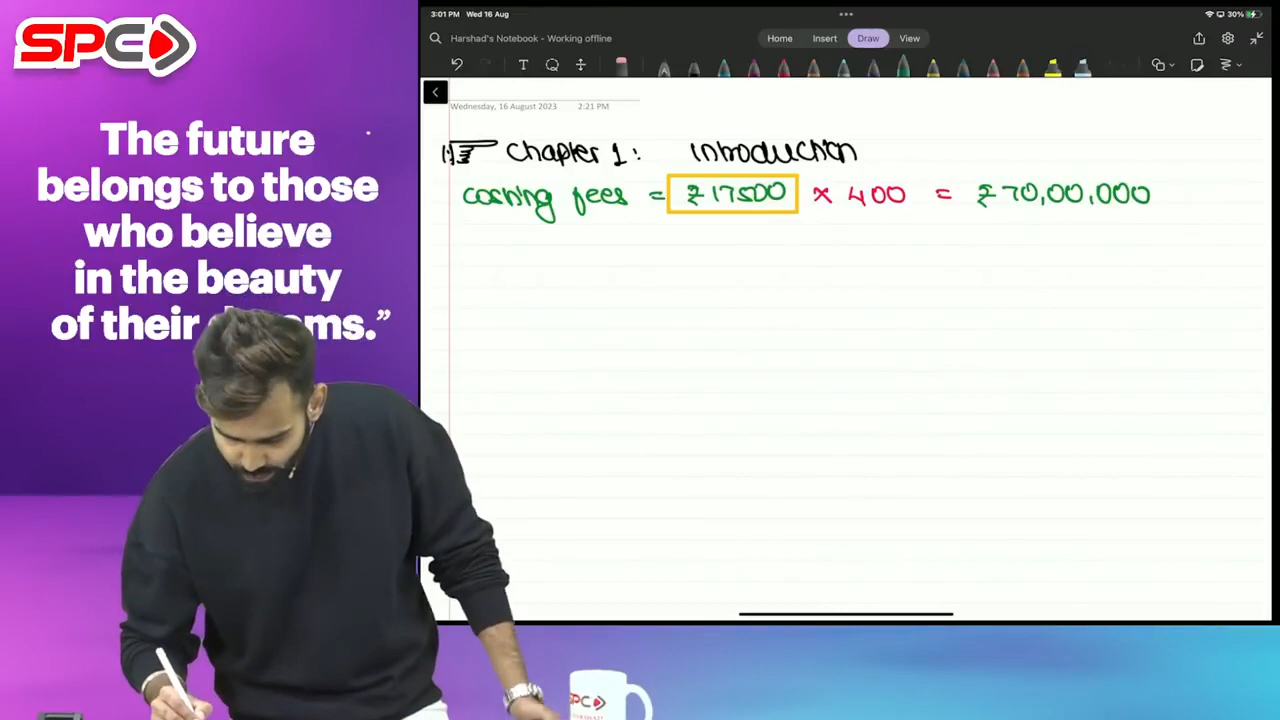 SPC
The future
belongs to those
who believe
in the beauty
of their dreams.”
3:01 PM Wed 16 Aug
30%
Harshad's Notebook - Working offline
Home Insert Draw View
Wednesday, 16 August 2023 2:21 PM
Chapter 1: Introduction
coching fees = ₹17500 × 400 = ₹70,00,000
SPC